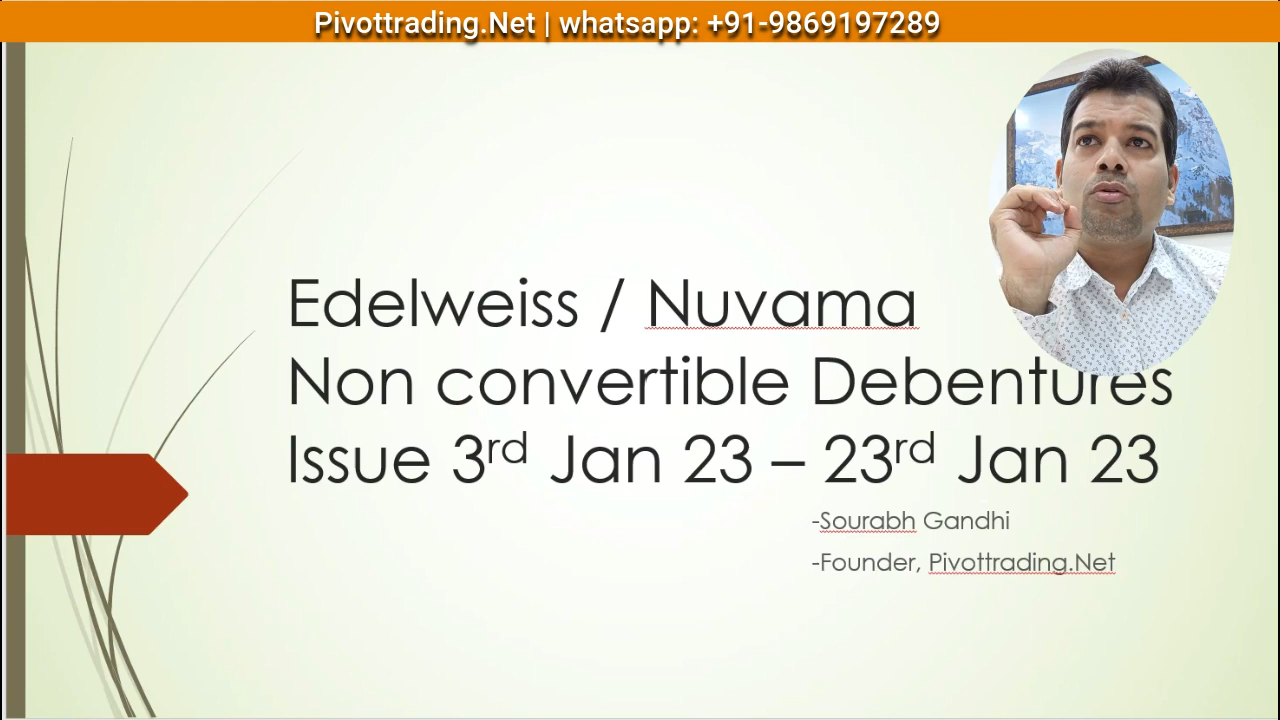 Pivottrading.Net | whatsapp: +91-9869197289
Edelweiss / Nuvama
Non convertible Debentures
Issue 3rd Jan 23 – 23rd Jan 23
-Sourabh Gandhi
-Founder, Pivottrading.Net